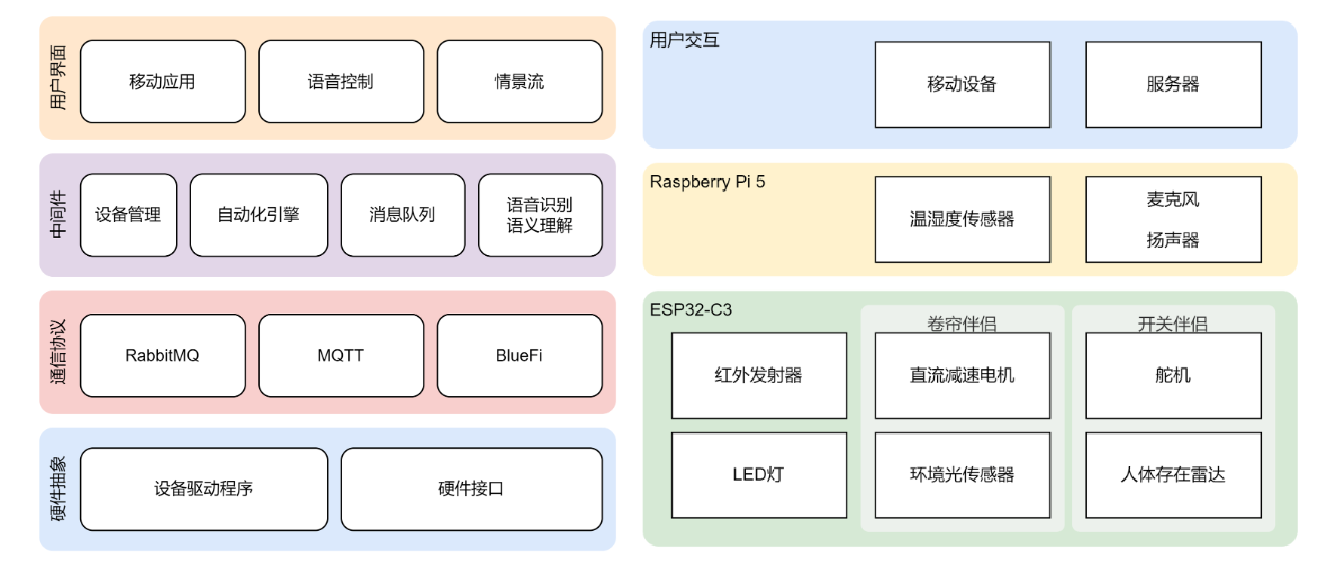 用户界面
移动应用
语音控制
情景流
中间件
设备管理
自动化引擎
消息队列
语音识别
语义理解
通信协议
RabbitMQ
MQTT
BlueFi
硬件抽象
设备驱动程序
硬件接口
用户交互
移动设备
服务器
Raspberry Pi 5
温湿度传感器
麦克风
扬声器
ESP32-C3
红外发射器
LED灯
卷帘伴侣
直流减速电机
环境光传感器
开关伴侣
舵机
人体存在雷达